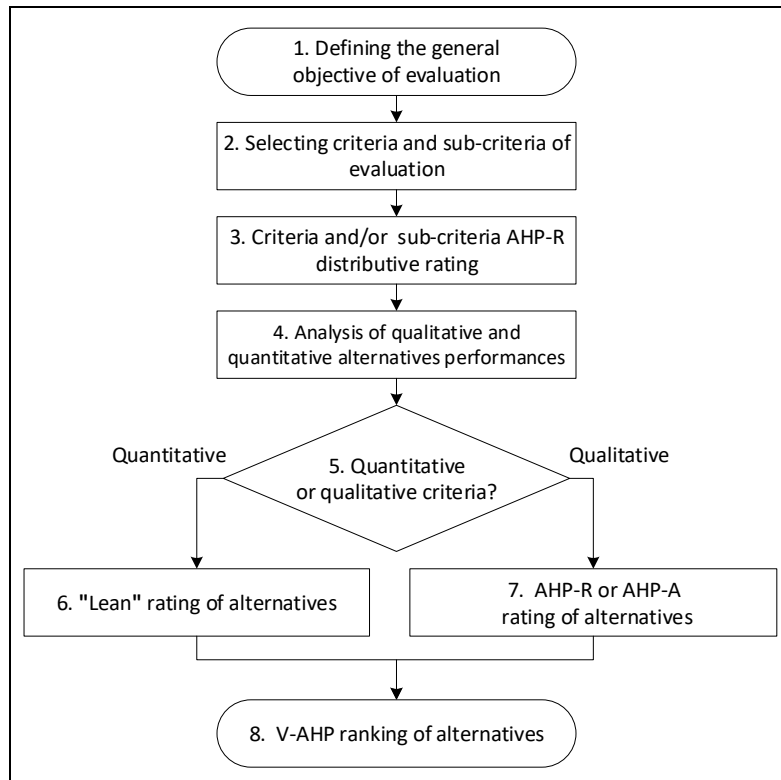 1. Defining the general
objective of evaluation
2. Selecting criteria and sub-criteria of
evaluation
3. Criteria and/or sub-criteria AHP-R
distributive rating
4. Analysis of qualitative and
quantitative alternatives performances
Quantitative
Qualitative
5. Quantitative
or qualitative criteria?
6. "Lean" rating of alternatives
7. AHP-R or AHP-A
rating of alternatives
8. V-AHP ranking of alternatives